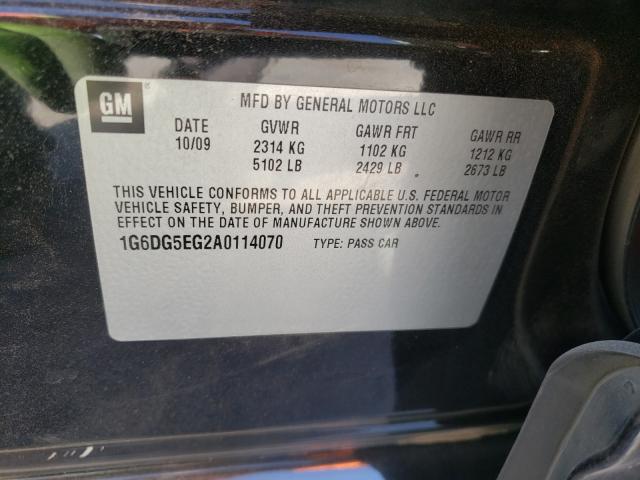 GM
MFD BY GENERAL MOTORS LLC
DATE GVWR GAWR FRT GAWR RR
10/09 2314 KG 1102 KG 1212 KG
5102 LB 2429 LB 2673 LB
THIS VEHICLE CONFORMS TO ALL APPLICABLE U.S. FEDERAL MOTOR
VEHICLE SAFETY, BUMPER, AND THEFT PREVENTION STANDARDS IN
EFFECT ON THE DATE OF MANUFACTURE SHOWN ABOVE.
1G6DG5EG2A0114070 TYPE: PASS CAR